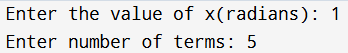 Enter the value of x(radians): 1
Enter number of terms: 5